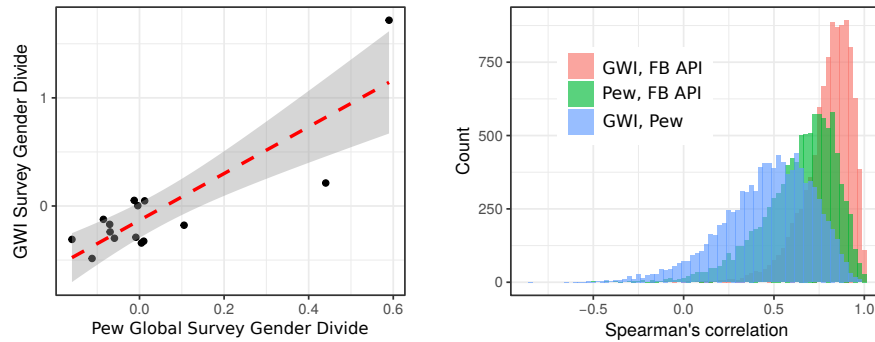 GWI Survey Gender Divide
1
0
0.0
0.2
0.4
0.6
Pew Global Survey Gender Divide
Count
750
500
250
0
GWI, FB API
Pew, FB API
GWI, Pew
-0.5
0.0
0.5
1.0
Spearman's correlation